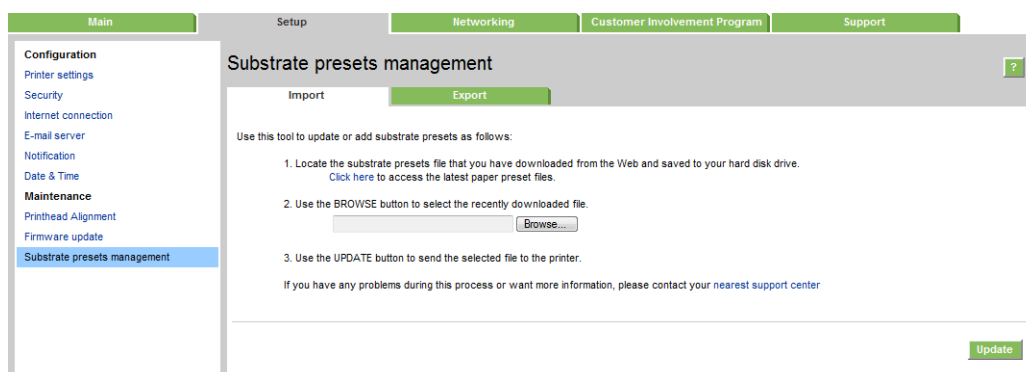 Main
Setup
Networking
Customer Involvement Program
Support
Configuration
Printer settings
Security
Internet connection
E-mail server
Notification
Date & Time
Maintenance
Printhead Alignment
Firmware update
Substrate presets management
Substrate presets management
?
Import
Export
Use this tool to update or add substrate presets as follows:
1. Locate the substrate presets file that you have downloaded from the Web and saved to your hard disk drive.
Click here to access the latest paper preset files.
2. Use the BROWSE button to select the recently downloaded file.
Browse...
3. Use the UPDATE button to send the selected file to the printer.
If you have any problems during this process or want more information, please contact your nearest support center
Update